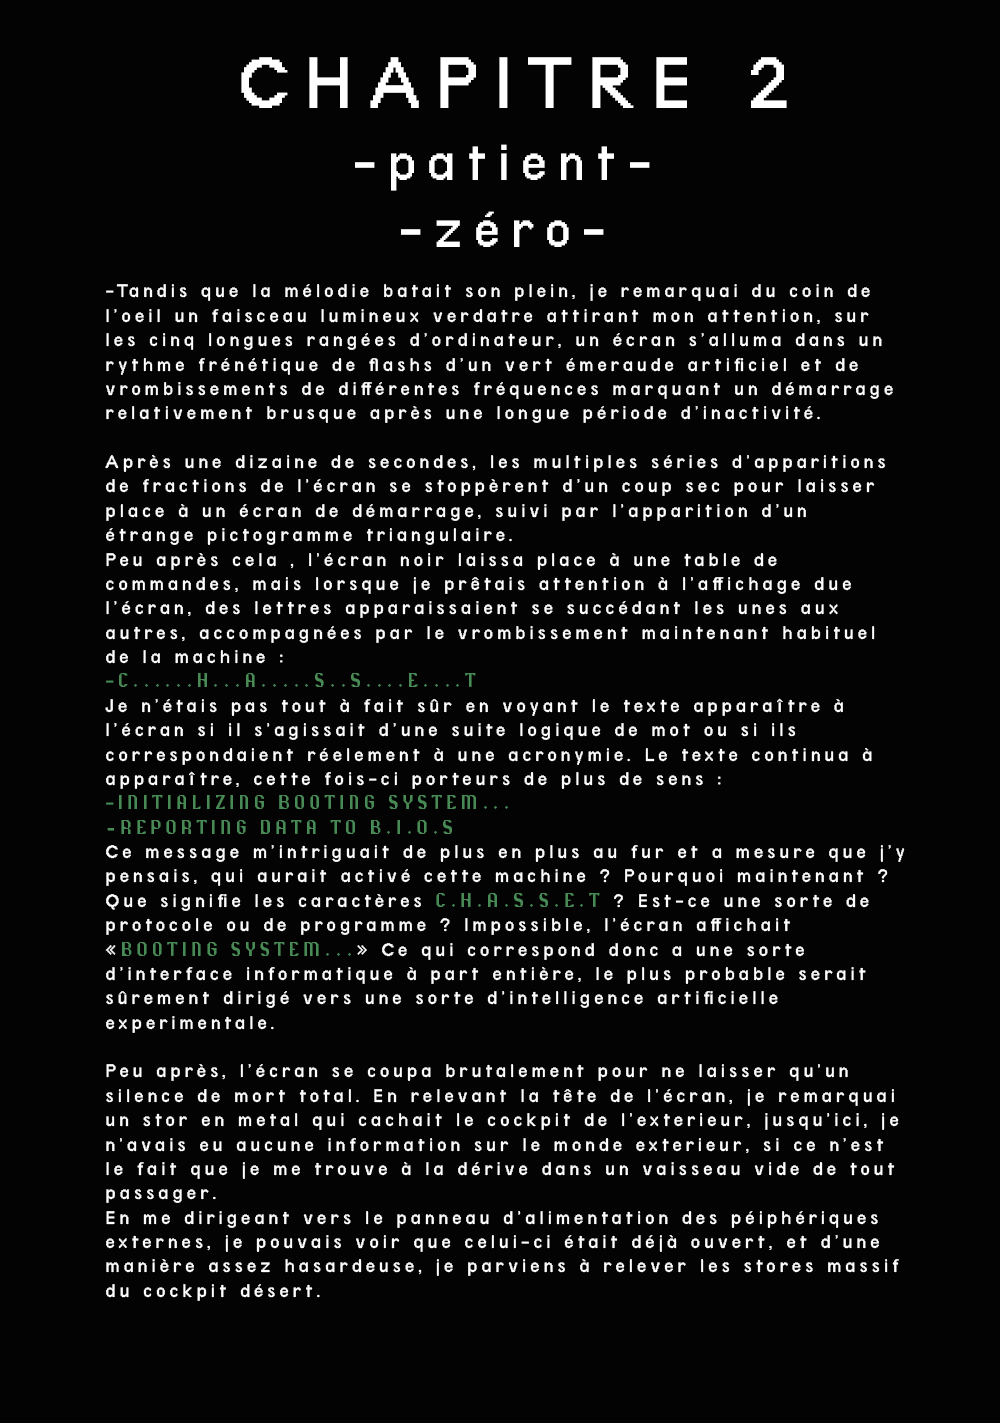 CHAPITRE 2
-patient-
-zéro-
-Tandis que la mélodie batait son plein, je remarquai du coin de
l'oeil un faisceau lumineux verdatre attirant mon attention, sur
les cinq longues rangées d'ordinateur, un écran s'alluma dans un
rythme frénétique de flashs d'un vert émeraude artificiel et de
vrombissements de différentes fréquences marquant un démarrage
relativement brusque après une longue période d'inactivité.
Après une dizaine de secondes, les multiples séries d'apparitions
de fractions de l'écran se stoppèrent d'un coup sec pour laisser
place à un écran de démarrage, suivi par l'apparition d'un
étrange pictogramme triangulaire.
Peu après cela , l'écran noir laissa place à une table de
commandes, mais lorsque je prêtais attention à l'affichage due
l'écran, des lettres apparaissaient se succédant les unes aux
autres, accompagnées par le vrombissement maintenant habituel
de la machine :
-C......H...A.....S..S....E....T
Je n'étais pas tout à fait sûr en voyant le texte apparaître à
l'écran si il s'agissait d'une suite logique de mot ou si ils
correspondaient réelement à une acronymie. Le texte continua à
apparaître, cette fois-ci porteurs de plus de sens :
-INITIALIZING BOOTING SYSTEM...
-REPORTING DATA TO B.I.O.S
Ce message m'intriguait de plus en plus au fur et a mesure que j'y
pensais, qui aurait activé cette machine ? Pourquoi maintenant ?
Que signifie les caractères C.H.A.S.S.E.T ? Est-ce une sorte de
protocole ou de programme ? Impossible, l'écran affichait
«BOOTING SYSTEM...» Ce qui correspond donc a une sorte
d'interface informatique à part entière, le plus probable serait
sûrement dirigé vers une sorte d'intelligence artificielle
experimentale.
Peu après, l'écran se coupa brutalement pour ne laisser qu'un
silence de mort total. En relevant la tête de l'écran, je remarquai
un stor en metal qui cachait le cockpit de l'exterieur, jusqu'ici, je
n'avais eu aucune information sur le monde exterieur, si ce n'est
le fait que je me trouve à la dérive dans un vaisseau vide de tout
passager.
En me dirigeant vers le panneau d'alimentation des péiphériques
externes, je pouvais voir que celui-ci était déjà ouvert, et d'une
manière assez hasardeuse, je parviens à relever les stores massif
du cockpit désert.